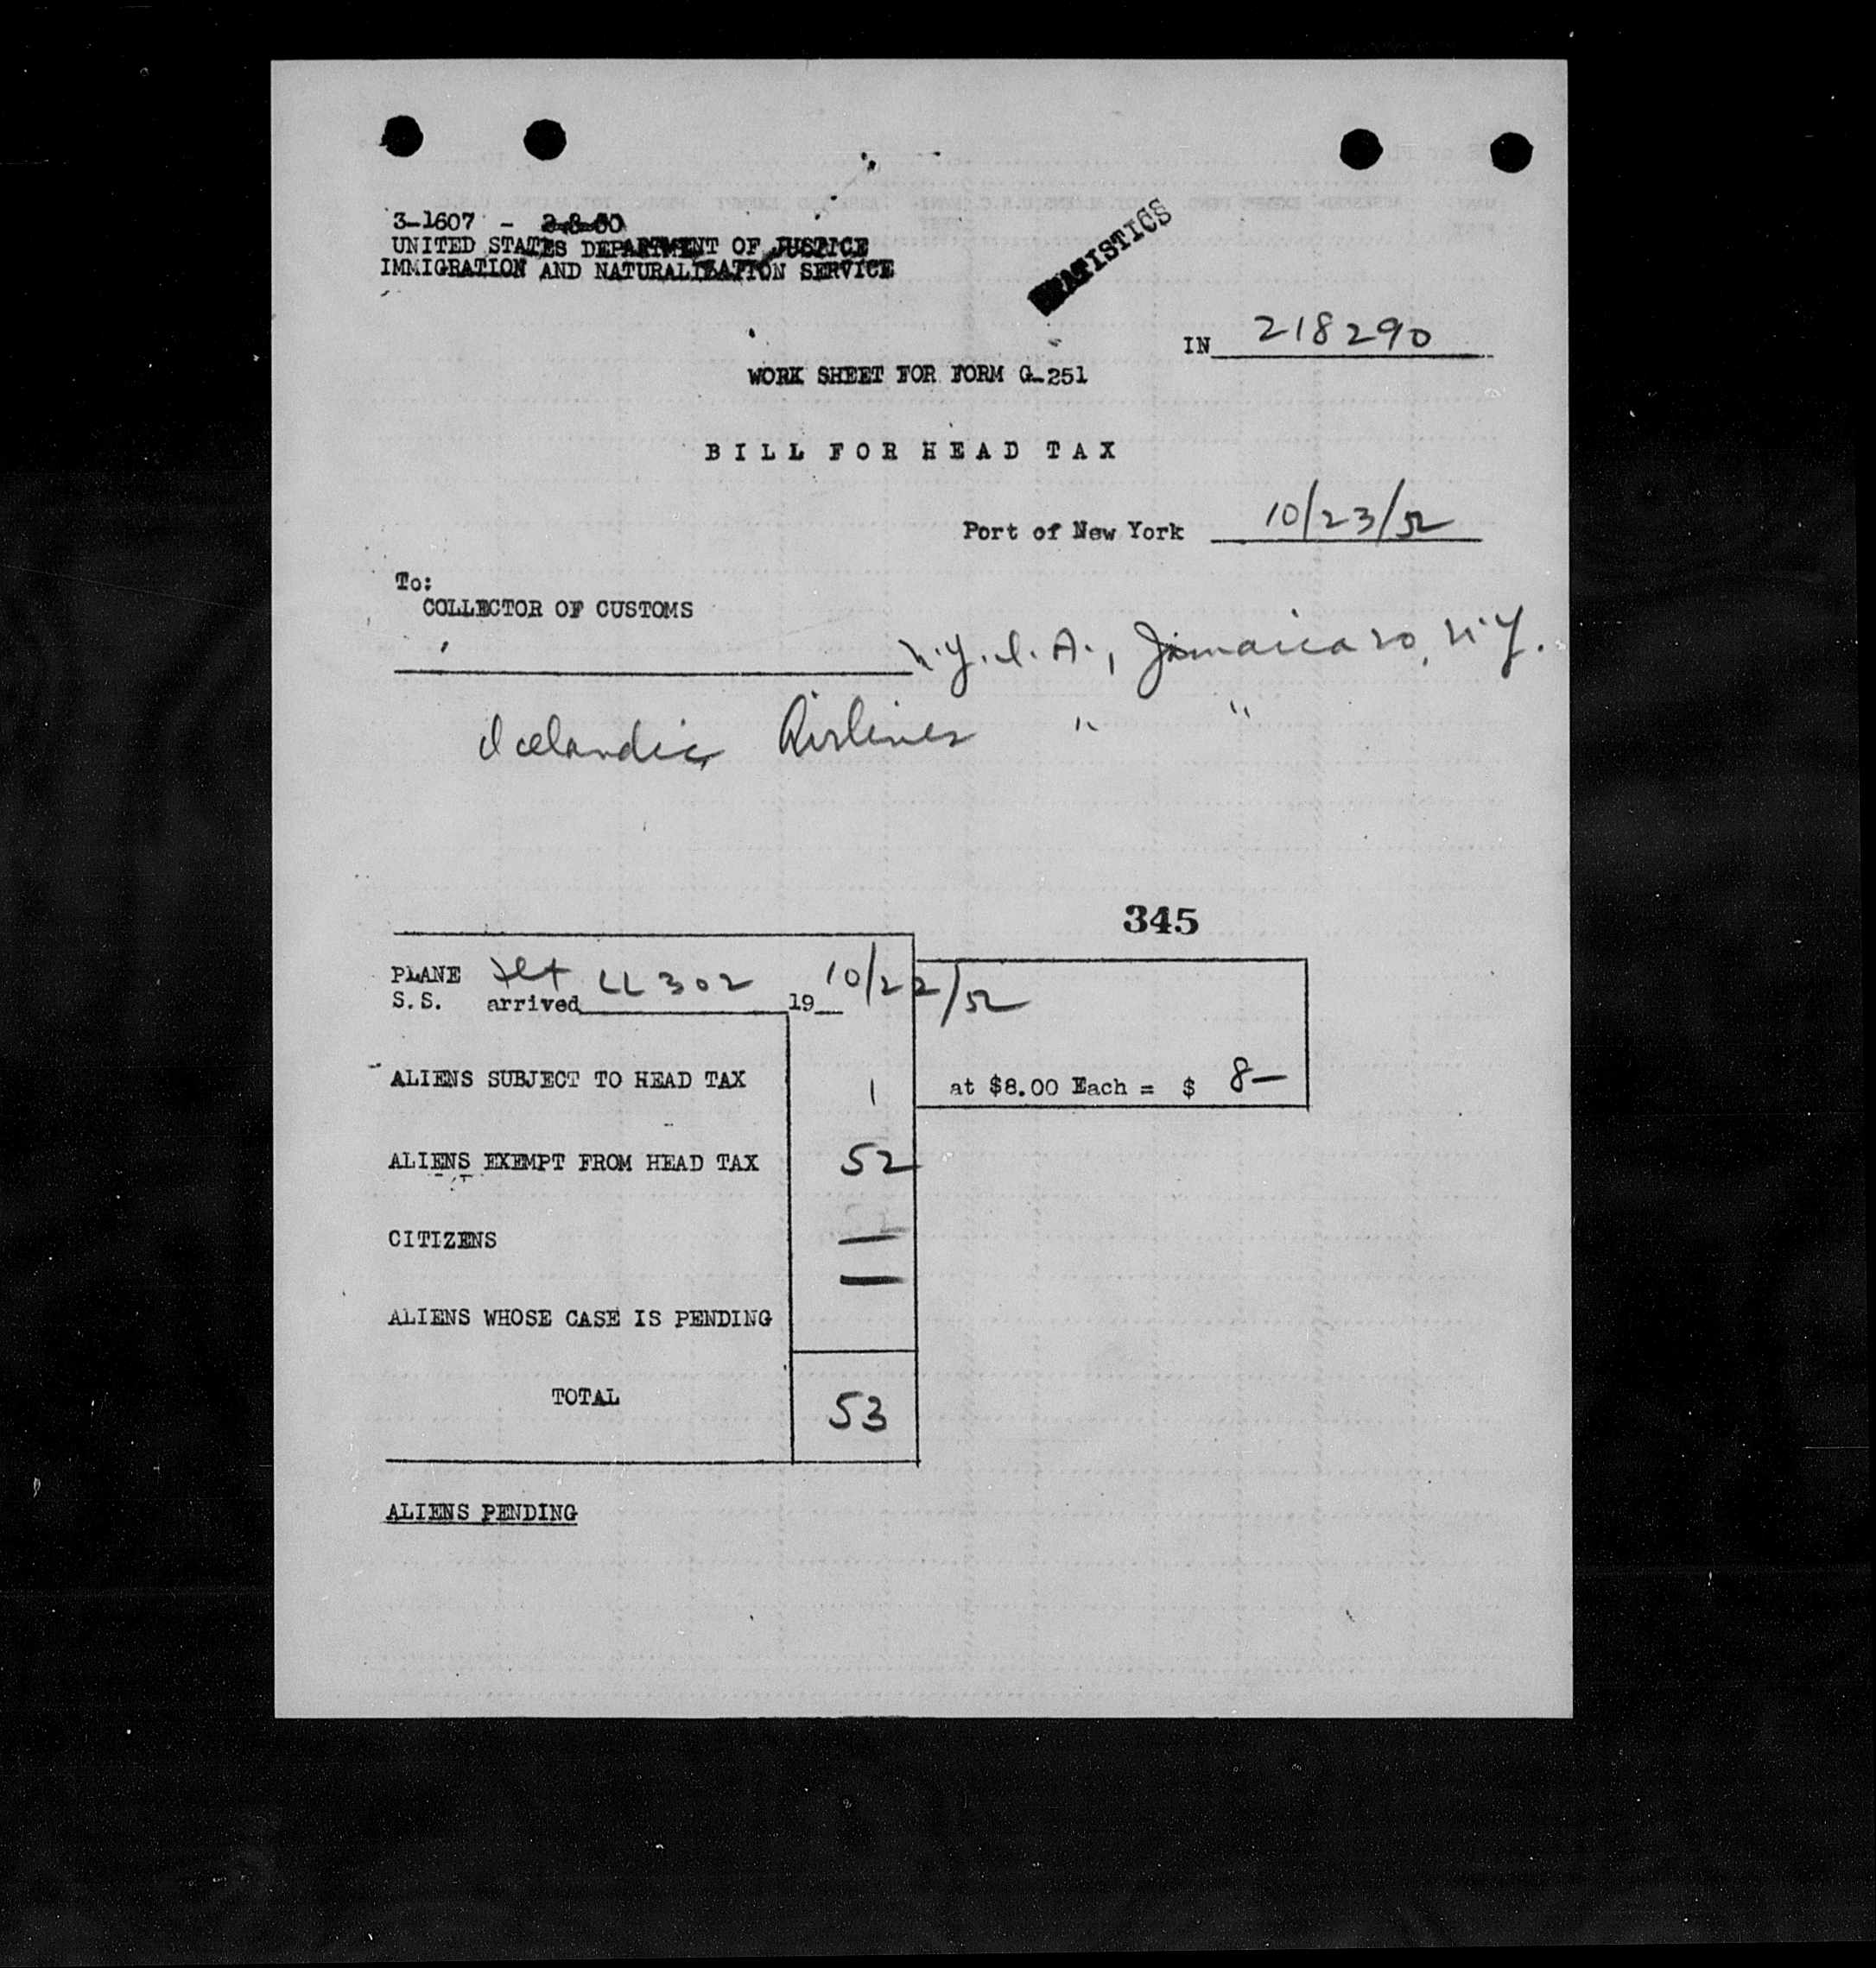 3-1607 - 2-8-50
UNITED STATES DEPARTMENT OF JUSTICE
IMMIGRATION AND NATURALIZATION SERVICE
STATISTICS
IN 218290
WORK SHEET FOR FORM G-251
BILL FOR HEAD TAX
Port of New York 10/23/52
To:
COLLECTOR OF CUSTOMS
N.Y.I.A., Jamaica 20, N.Y.
Icelandic Airlines " "
345
PLANE Flt LL302 10/22/52
S.S. arrived 19
ALIENS SUBJECT TO HEAD TAX 1 at $8.00 Each = $ 8—
ALIENS EXEMPT FROM HEAD TAX 52
CITIZENS —
—
ALIENS WHOSE CASE IS PENDING
TOTAL 53
ALIENS PENDING